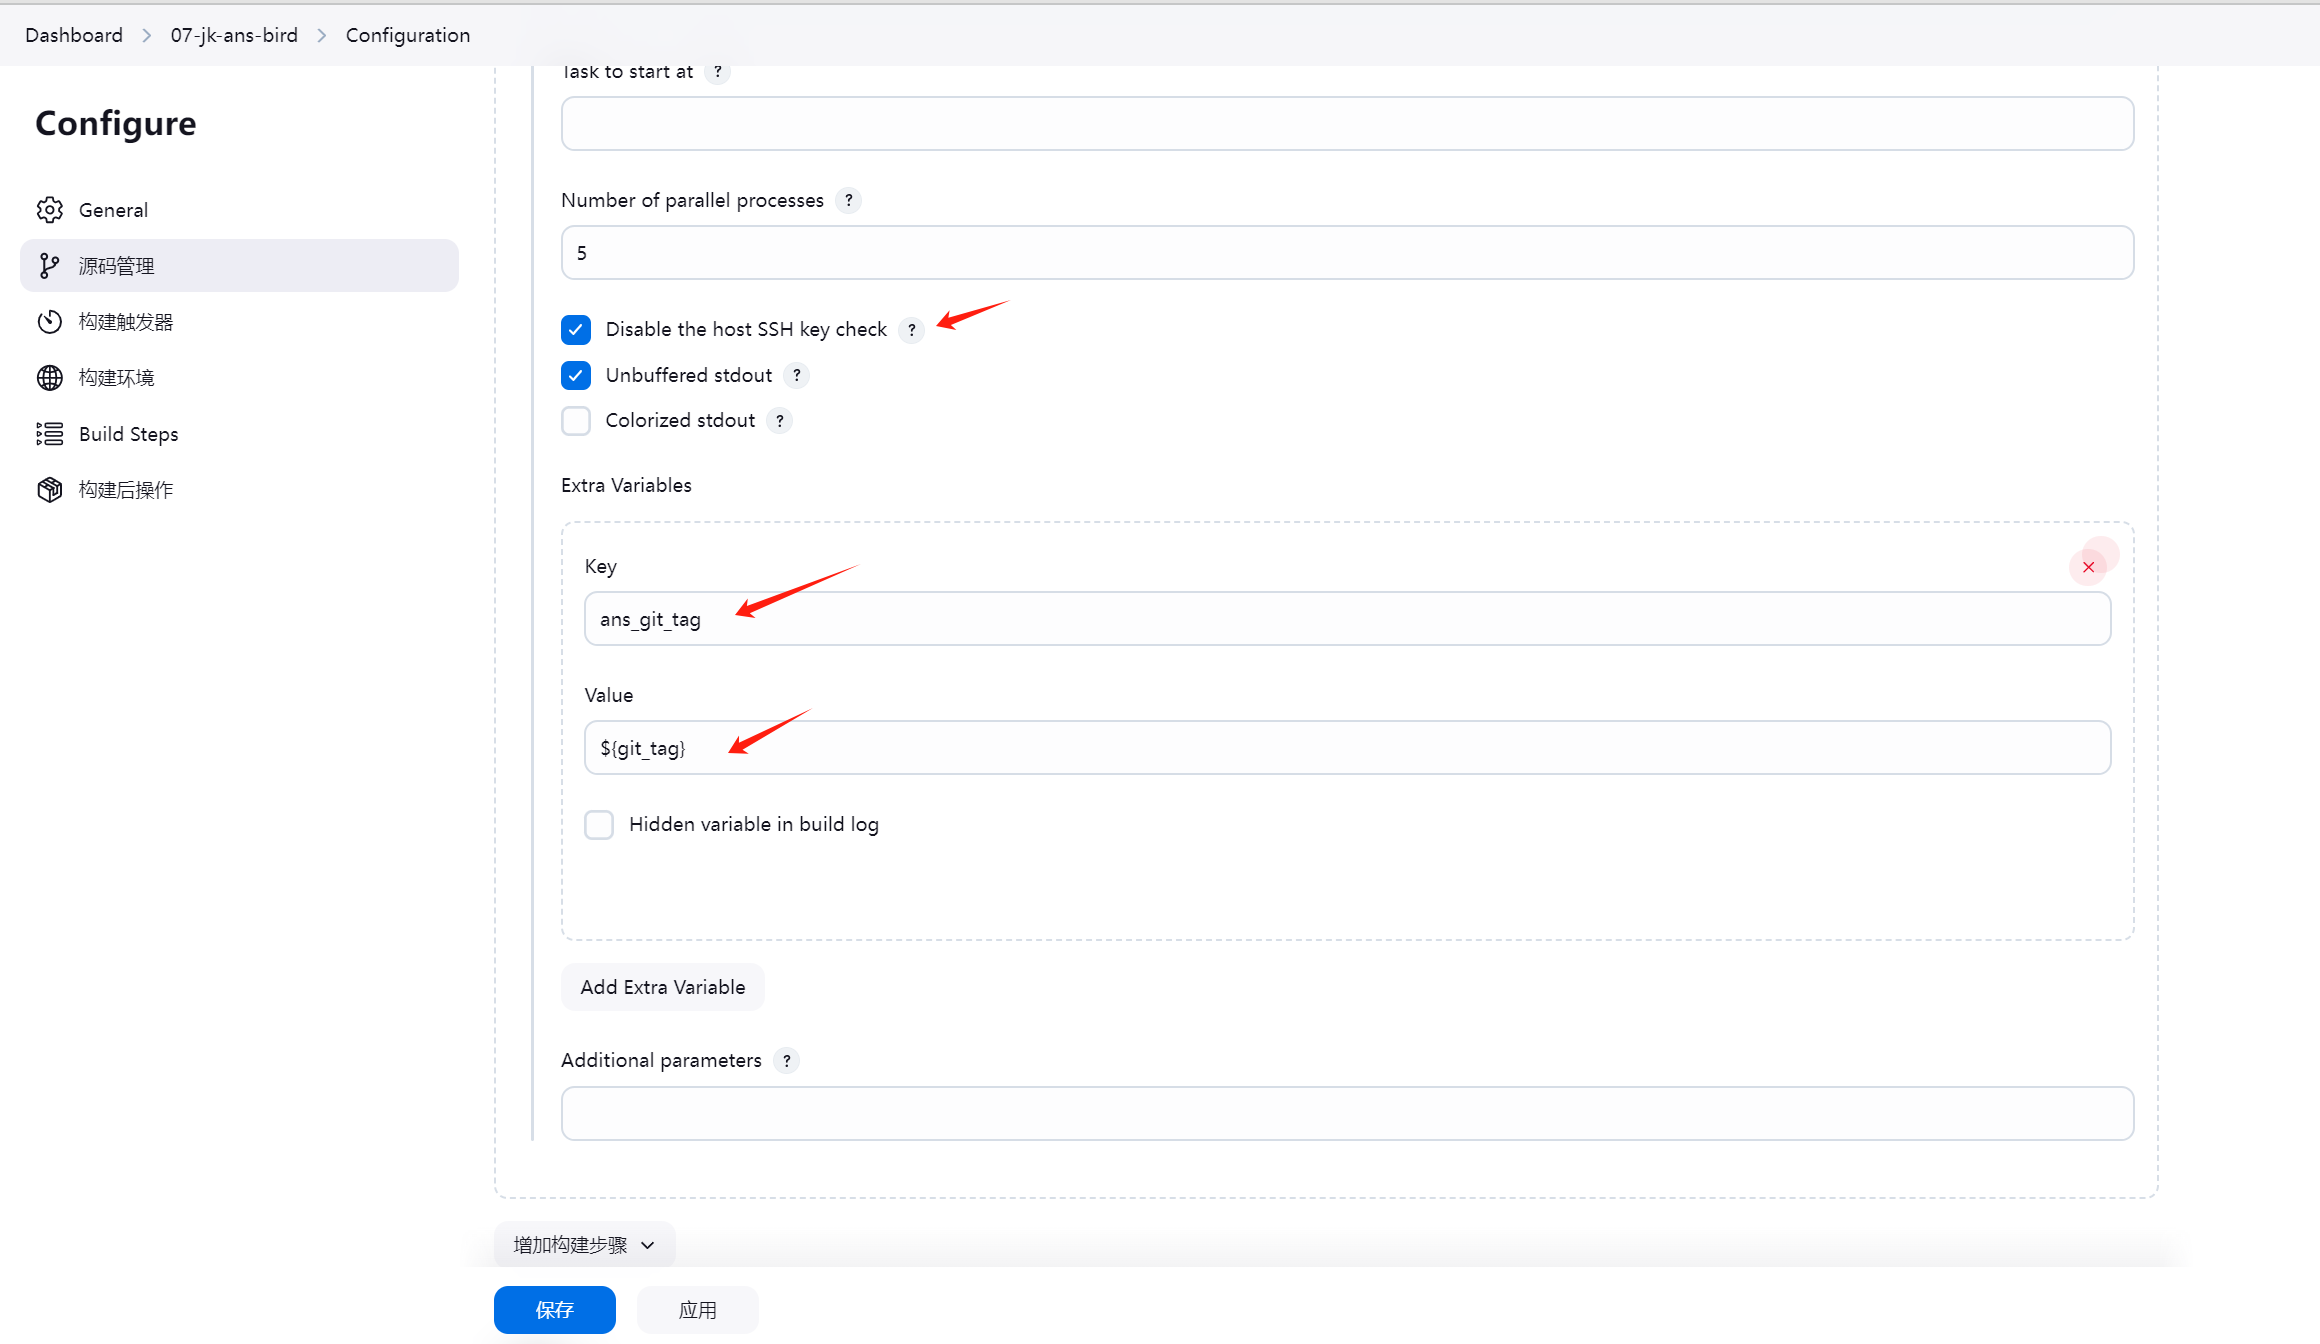 Dashboard > 07-jk-ans-bird > Configuration
Configure
General
源码管理
构建触发器
构建环境
Build Steps
构建后操作
Task to start at ?
Number of parallel processes ?
5
Disable the host SSH key check ?
Unbuffered stdout ?
Colorized stdout ?
Extra Variables
Key
ans_git_tag
Value
${git_tag}
Hidden variable in build log
Add Extra Variable
Additional parameters ?
增加构建步骤
保存
应用